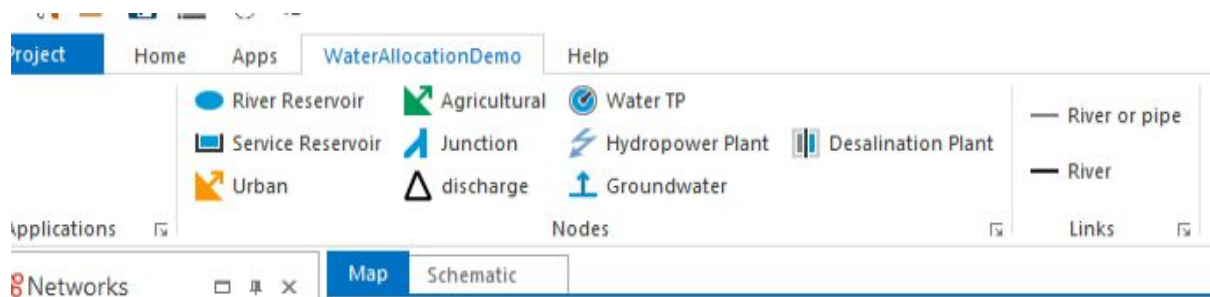 Project Home Apps WaterAllocationDemo Help
River Reservoir Agricultural Water TP
Service Reservoir Junction Hydropower Plant Desalination Plant
Urban discharge Groundwater
River or pipe
River
Applications Nodes Links
Networks Map Schematic